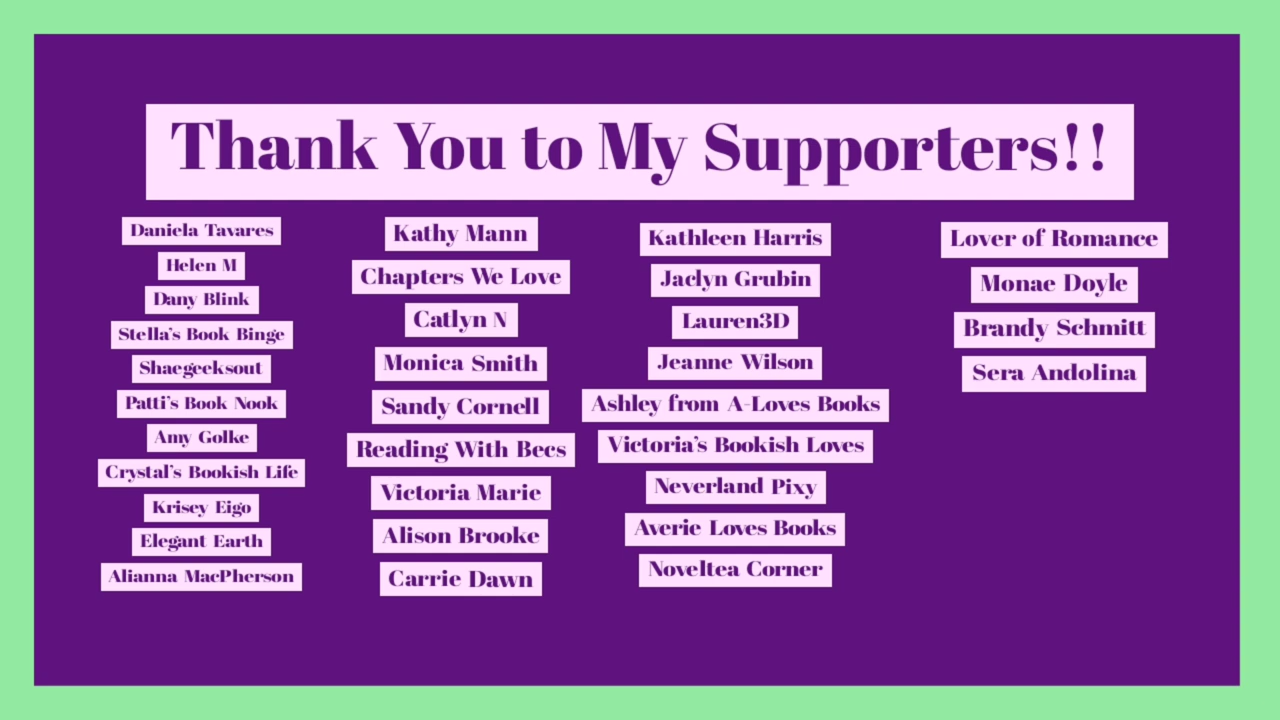 Thank You to My Supporters!!
Daniela Tavares
Helen M
Dany Blink
Stella's Book Binge
Shaegeeksout
Patti's Book Nook
Amy Golke
Crystal's Bookish Life
Krisey Eigo
Elegant Earth
Alianna MacPherson
Kathy Mann
Chapters We Love
Catlyn N
Monica Smith
Sandy Cornell
Reading With Becs
Victoria Marie
Alison Brooke
Carrie Dawn
Kathleen Harris
Jaclyn Grubin
Lauren3D
Jeanne Wilson
Ashley from A-Loves Books
Victoria's Bookish Loves
Neverland Pixy
Averie Loves Books
Noveltea Corner
Lover of Romance
Monae Doyle
Brandy Schmitt
Sera Andolina